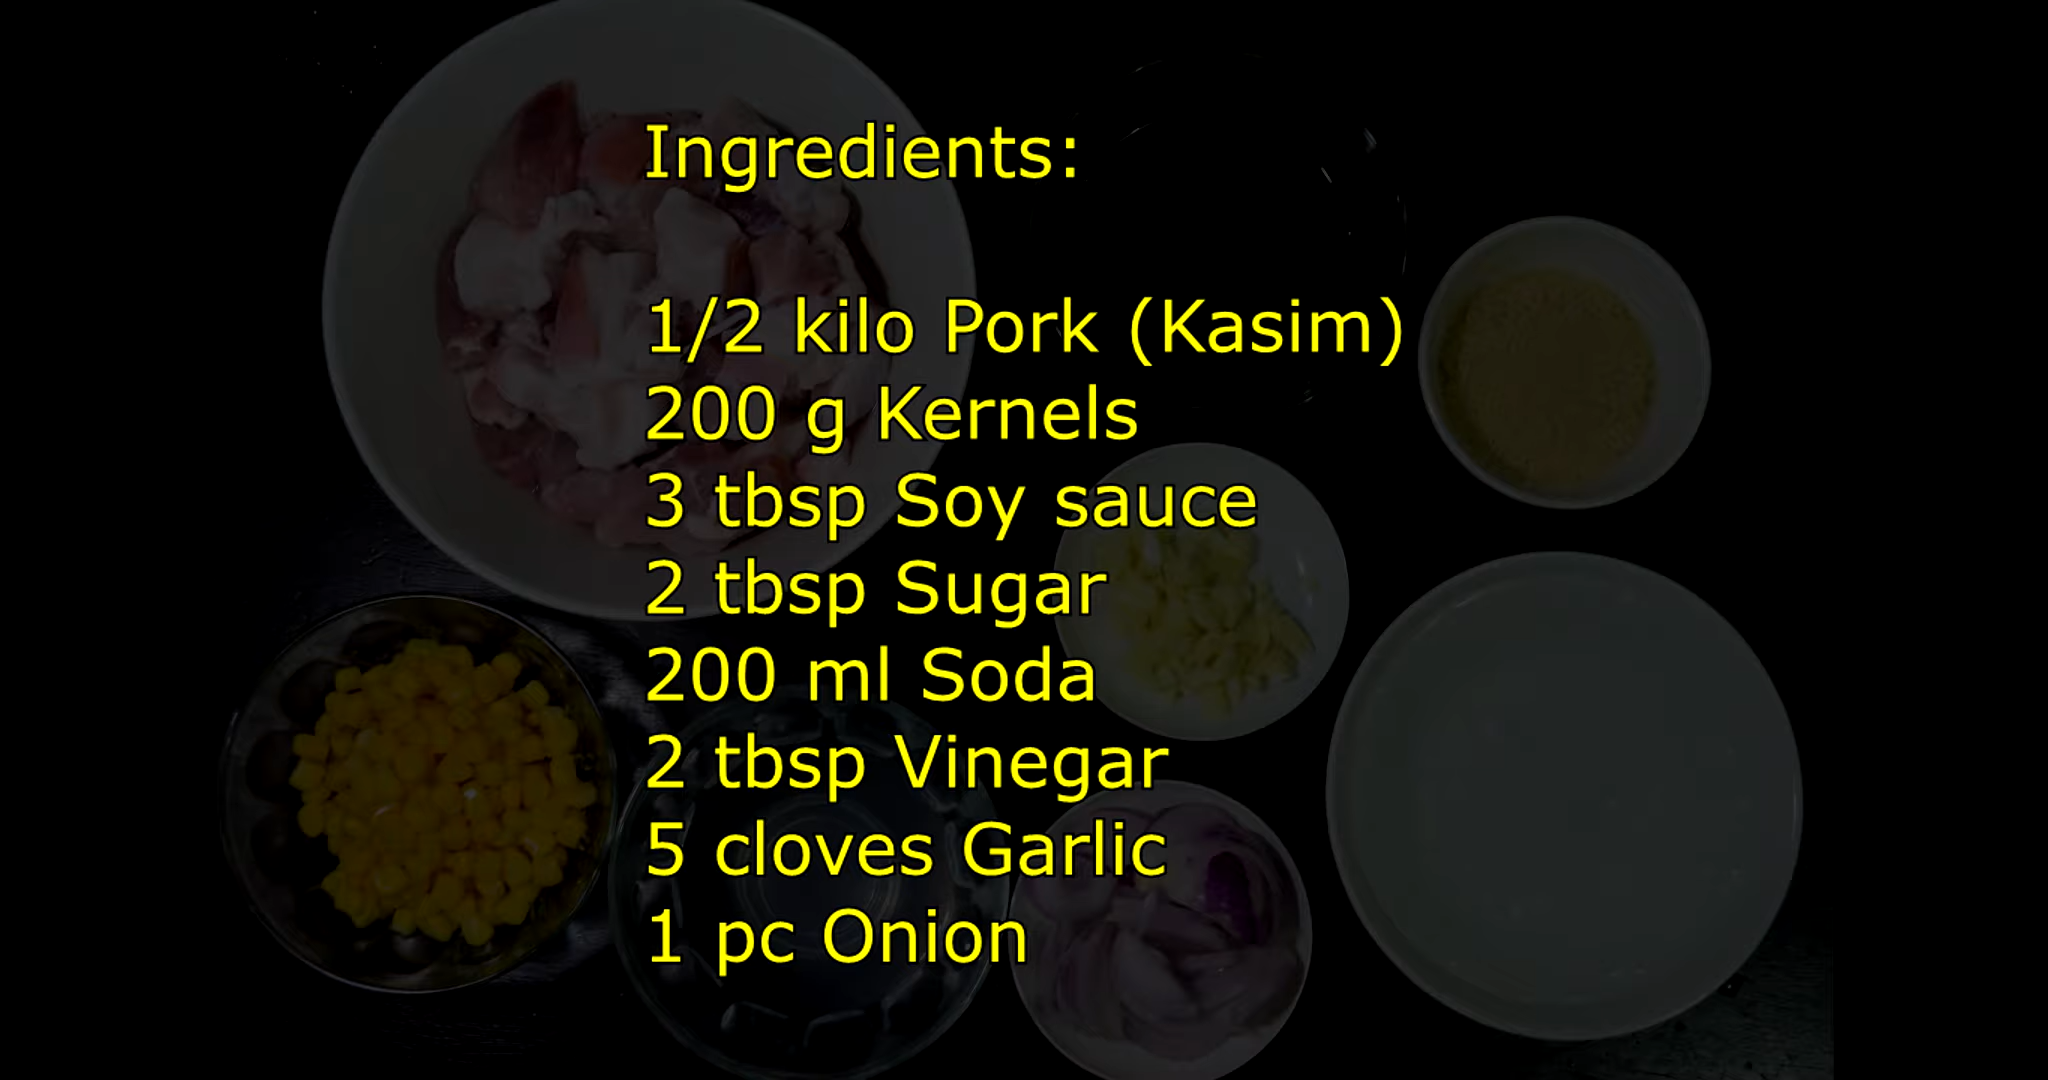 Ingredients:
1/2 kilo Pork (Kasim)
200 g Kernels
3 tbsp Soy sauce
2 tbsp Sugar
200 ml Soda
2 tbsp Vinegar
5 cloves Garlic
1 pc Onion